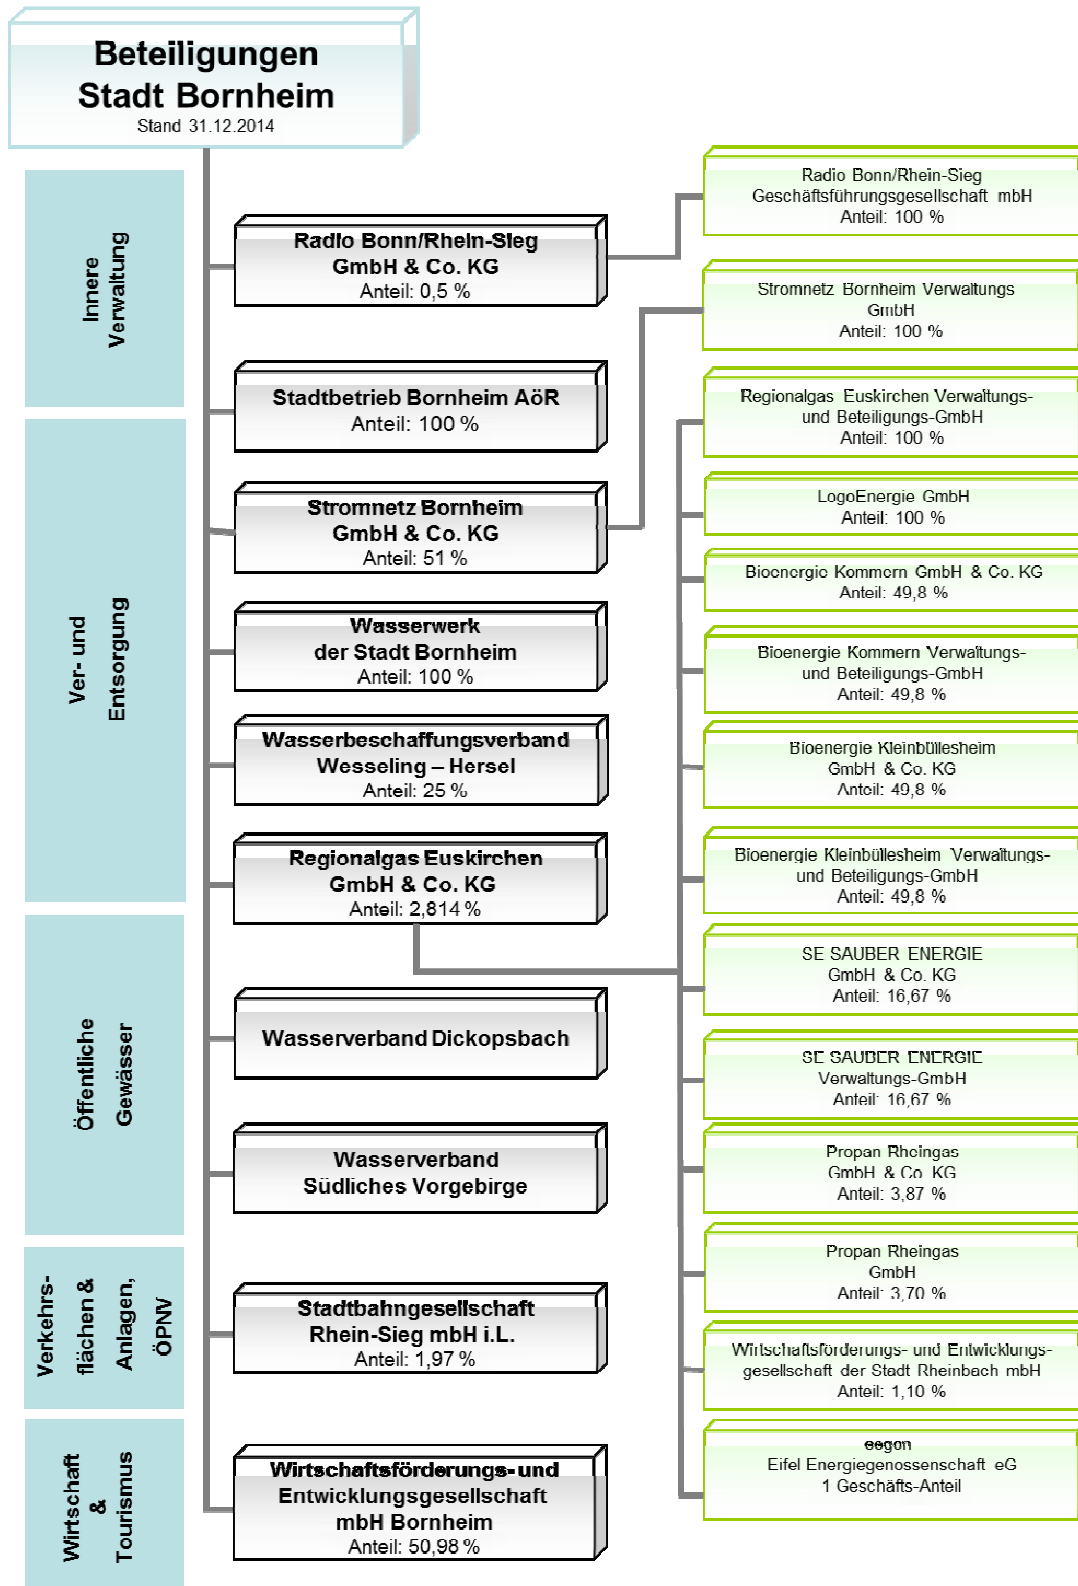 Beteiligungen
Stadt Bornheim
Stand 31.12.2014
Innere
Verwaltung
Ver- und
Entsorgung
Öffentliche
Gewässer
Verkehrs-
flächen &
Anlagen,
ÖPNV
Wirtschaft
&
Tourismus
Radio Bonn/Rhein-Sieg
GmbH & Co. KG
Anteil: 0,5 %
Stadtbetrieb Bornheim AöR
Anteil: 100 %
Stromnetz Bornheim
GmbH & Co. KG
Anteil: 51 %
Wasserwerk
der Stadt Bornheim
Anteil: 100 %
Wasserbeschaffungsverband
Wesseling – Hersel
Anteil: 25 %
Regionalgas Euskirchen
GmbH & Co. KG
Anteil: 2,814 %
Wasserverband Dickopsbach
Wasserverband
Südliches Vorgebirge
Stadtbahngesellschaft
Rhein-Sieg mbH i.L.
Anteil: 1,97 %
Wirtschaftsförderungs- und
Entwicklungsgesellschaft
mbH Bornheim
Anteil: 50,98 %
Radio Bonn/Rhein-Sieg
Geschäftsführungsgesellschaft mbH
Anteil: 100 %
Stromnetz Bornheim Verwaltungs
GmbH
Anteil: 100 %
Regionalgas Euskirchen Verwaltungs-
und Beteiligungs-GmbH
Anteil: 100 %
LogoEnergie GmbH
Anteil: 100 %
Bioenergie Kommern GmbH & Co. KG
Anteil: 49,8 %
Bioenergie Kommern Verwaltungs-
und Beteiligungs-GmbH
Anteil: 49,8 %
Bioenergie Kleinbüllesheim
GmbH & Co. KG
Anteil: 49,8 %
Bioenergie Kleinbüllesheim Verwaltungs-
und Beteiligungs-GmbH
Anteil: 49,8 %
SE SAUBER ENERGIE
GmbH & Co. KG
Anteil: 16,67 %
SE SAUBER ENERGIE
Verwaltungs-GmbH
Anteil: 16,67 %
Propan Rheingas
GmbH & Co. KG
Anteil: 3,87 %
Propan Rheingas
GmbH
Anteil: 3,70 %
Wirtschaftsförderungs- und Entwicklungs-
gesellschaft der Stadt Rheinbach mbH
Anteil: 1,10 %
eegon
Eifel Energiegenossenschaft eG
1 Geschäfts-Anteil